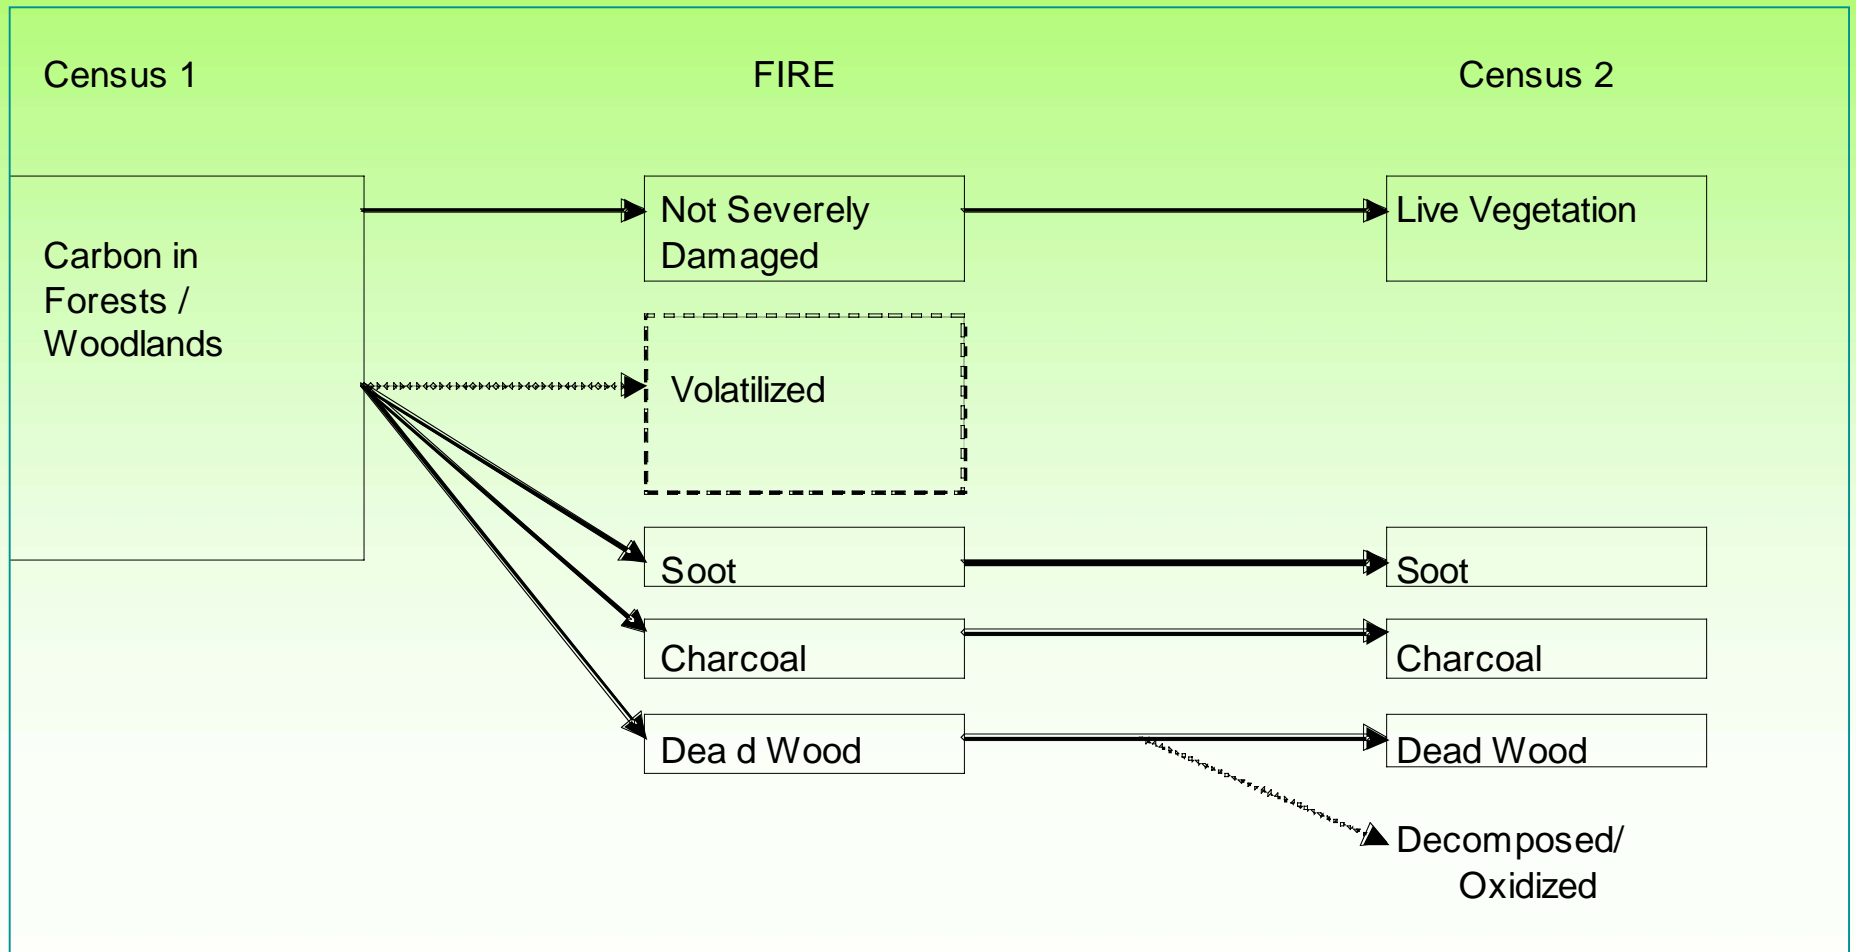 Census 1
FIRE
Census 2
Carbon in
Forests /
Woodlands
Not Severely
Damaged
Live Vegetation
Volatilized
Soot
Soot
Charcoal
Charcoal
Dea d Wood
Dead Wood
Decomposed/
Oxidized